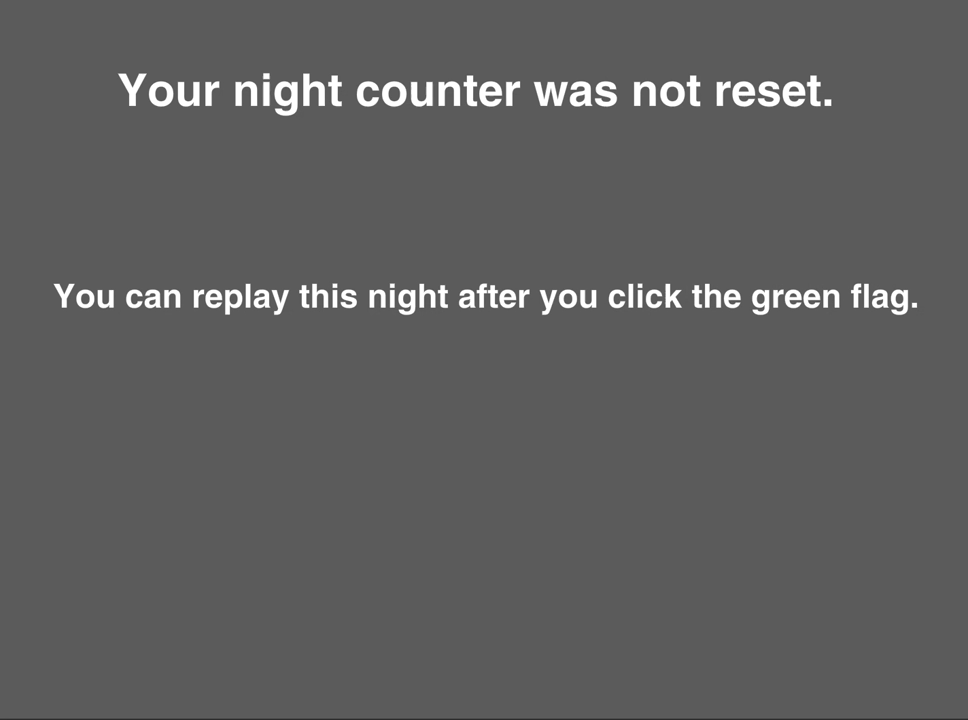 Your night counter was not reset.
You can replay this night after you click the green flag.